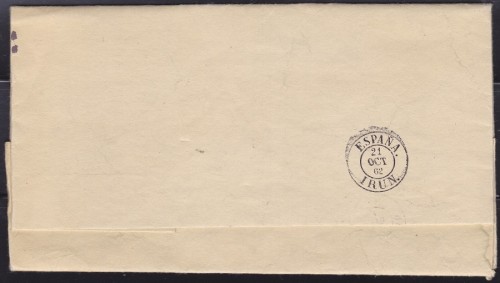 ESPAÑA.
21
OCT
62
IRUN.